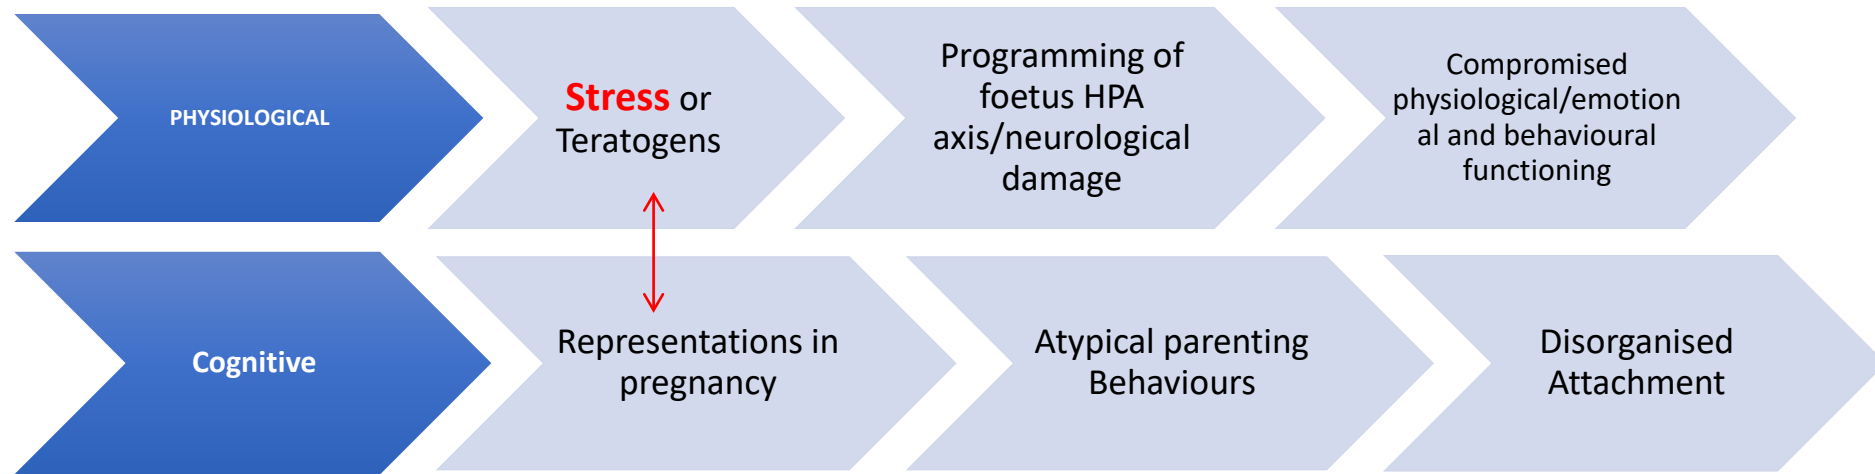 PHYSIOLOGICAL
Stress or
Teratogens
Programming of
foetus HPA
axis/neurological
damage
Compromised
physiological/emotion
al and behavioural
functioning
Cognitive
Representations in
pregnancy
Atypical parenting
Behaviours
Disorganised
Attachment